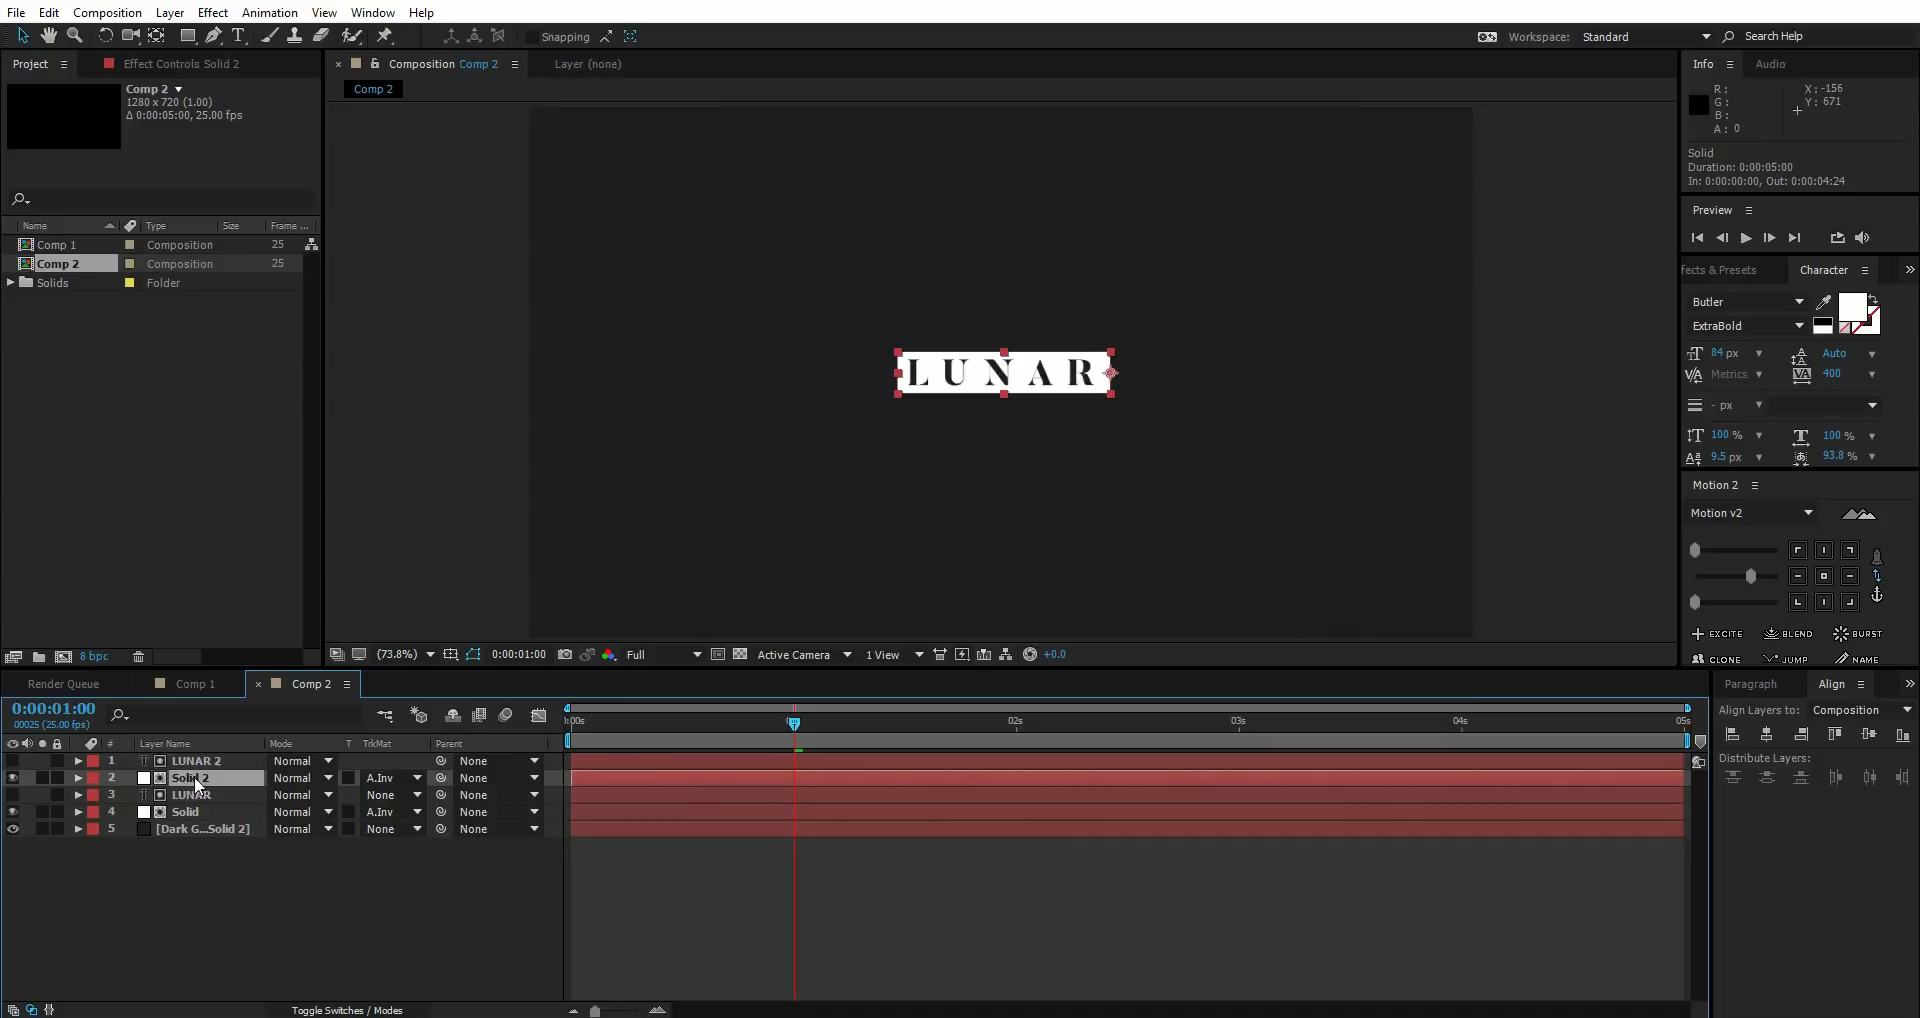 File Edit Composition Layer Effect Animation View Window Help
Snapping
Workspace: Standard
Search Help
Project
Effect Controls Solid 2
Comp 2
1280 x 720 (1.00)
Δ 0:00:05:00, 25.00 fps
Name Type Size Frame ...
Comp 1 Composition 25
Comp 2 Composition 25
Solids Folder
8 bpc
Composition Comp 2
Layer (none)
Comp 2
LUNAR
(73.8%) 0:00:01:00 Full Active Camera 1 View +0.0
Info Audio
R:
G:
B:
A: 0
X: -156
Y: 671
Solid
Duration: 0:00:05:00
In: 0:00:00:00, Out: 0:00:04:24
Preview
fects & Presets Character
Butler
ExtraBold
84 px Auto
Metrics 400
- px
100 % 100 %
9.5 px 93.8 %
Motion 2
Motion v2
EXCITE BLEND BURST
CLONE JUMP NAME
Render Queue Comp 1 Comp 2
0:00:01:00
00025 (25.00 fps)
:00s 02s 03s 04s 05s
# Layer Name Mode T TrkMat Parent
1 LUNAR 2 Normal None
2 Solid 2 Normal A.Inv None
3 LUNAR Normal None None
4 Solid Normal A.Inv None
5 [Dark G...Solid 2] Normal None None
Toggle Switches / Modes
Paragraph Align
Align Layers to: Composition
Distribute Layers: